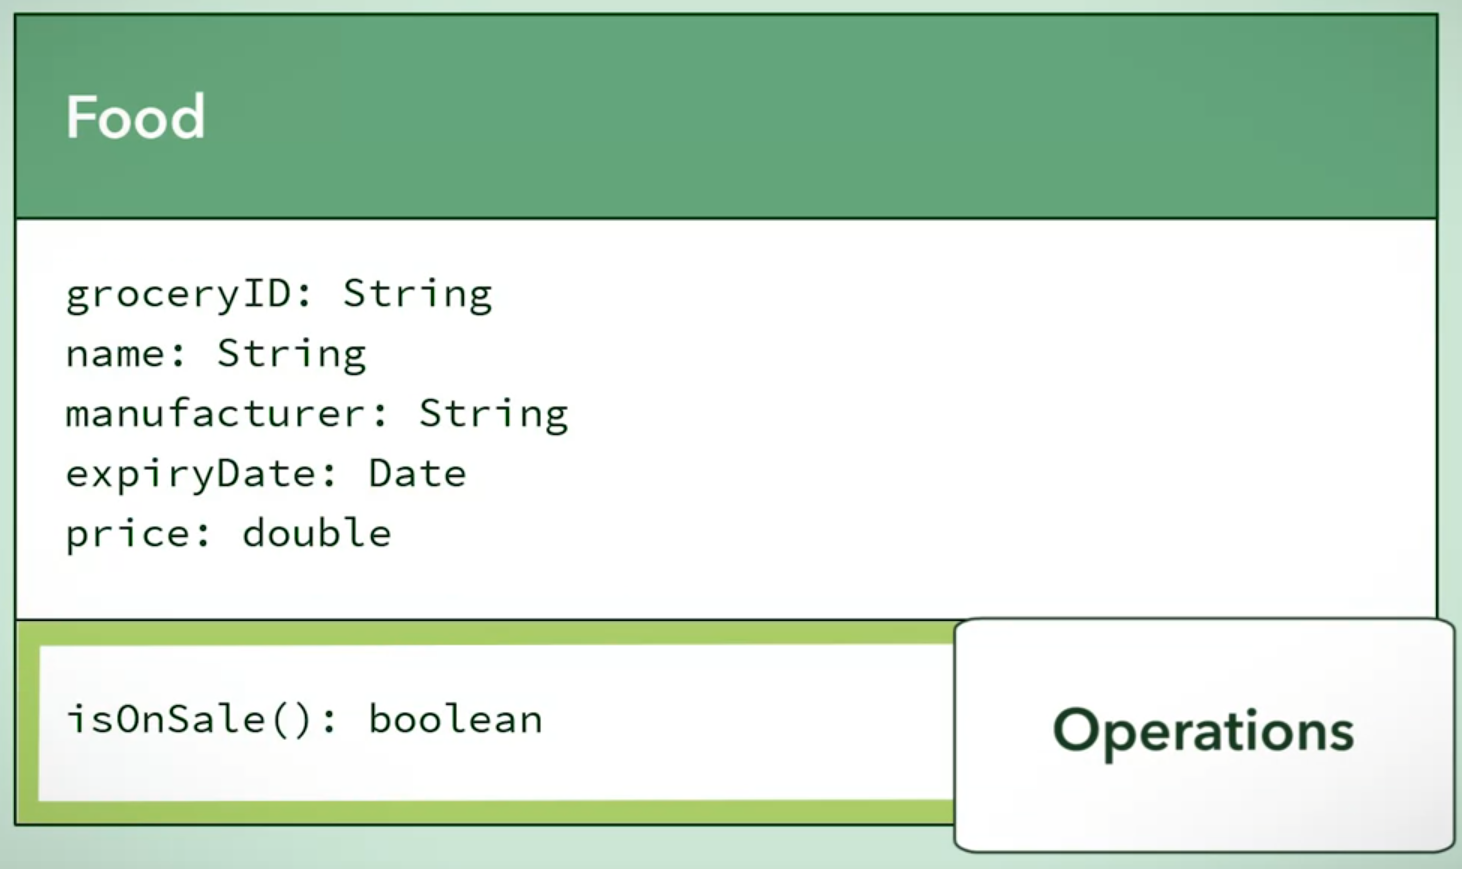 Food
groceryID: String
name: String
manufacturer: String
expiryDate: Date
price: double
isOnSale(): boolean
Operations